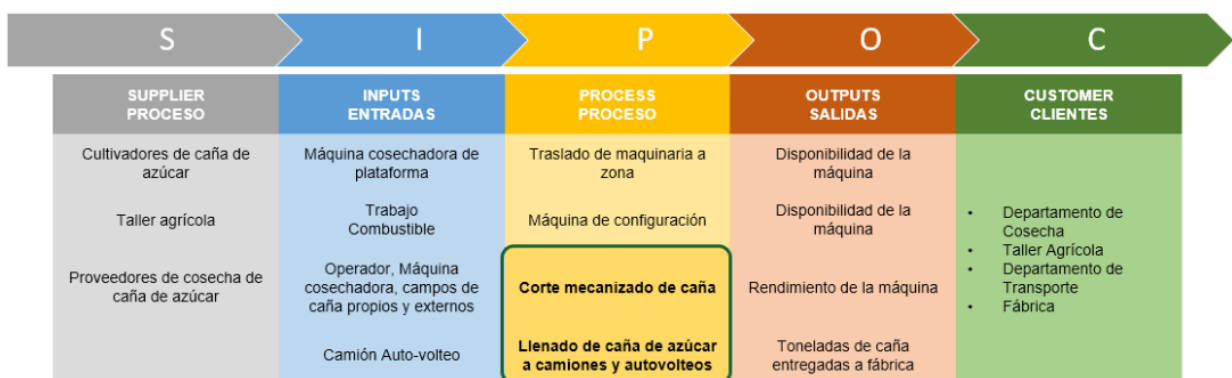 S
I
P
O
C
SUPPLIER
PROCESO
INPUTS
ENTRADAS
PROCESS
PROCESO
OUTPUTS
SALIDAS
CUSTOMER
CLIENTES
Cultivadores de caña de
azúcar
Máquina cosechadora de
plataforma
Traslado de maquinaria a
zona
Disponibilidad de la
máquina
Taller agrícola
Trabajo
Combustible
Máquina de configuración
Disponibilidad de la
máquina
Proveedores de cosecha de
caña de azúcar
Operador, Máquina
cosechadora, campos de
caña propios y externos
Corte mecanizado de caña
Rendimiento de la máquina
Camión Auto-volteo
Llenado de caña de azúcar
a camiones y autovolteos
Toneladas de caña
entregadas a fábrica
• Departamento de
Cosecha
• Taller Agrícola
• Departamento de
Transporte
• Fábrica